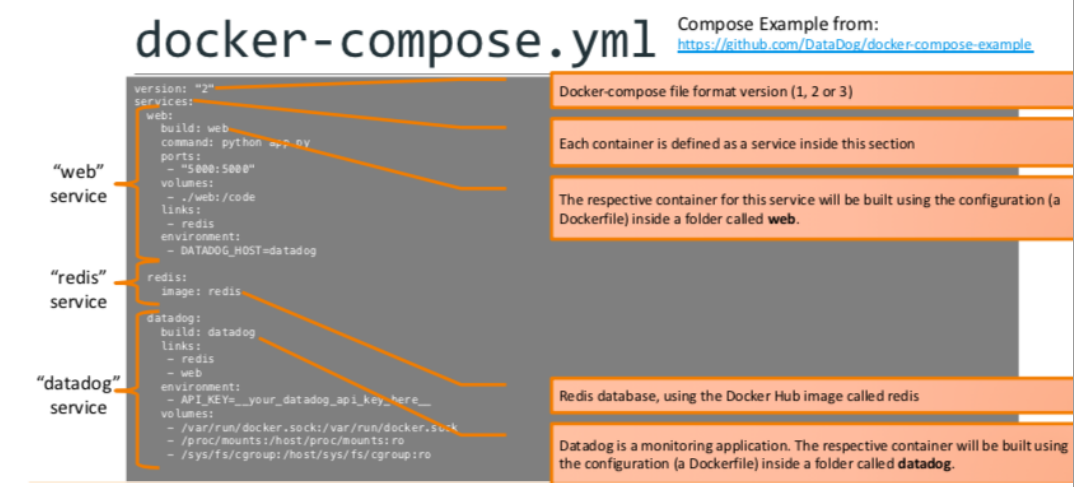 docker-compose.yml
Compose Example from:
https://github.com/DataDog/docker-compose-example
version: "2"
services:
web:
build: web
command: python app.py
ports:
- "5000:5000"
volumes:
- ./web:/code
links:
- redis
environment:
- DATADOG_HOST=datadog
redis:
image: redis
datadog:
build: datadog
links:
- redis
- web
environment:
- API_KEY=__your_datadog_api_key_here__
volumes:
- /var/run/docker.sock:/var/run/docker.sock
- /proc/mounts:/host/proc/mounts:ro
- /sys/fs/cgroup:/host/sys/fs/cgroup:ro
“web”
service
“redis”
service
“datadog”
service
Docker-compose file format version (1, 2 or 3)
Each container is defined as a service inside this section
The respective container for this service will be built using the configuration (a
Dockerfile) inside a folder called web.
Redis database, using the Docker Hub image called redis
Datadog is a monitoring application. The respective container will be built using
the configuration (a Dockerfile) inside a folder called datadog.